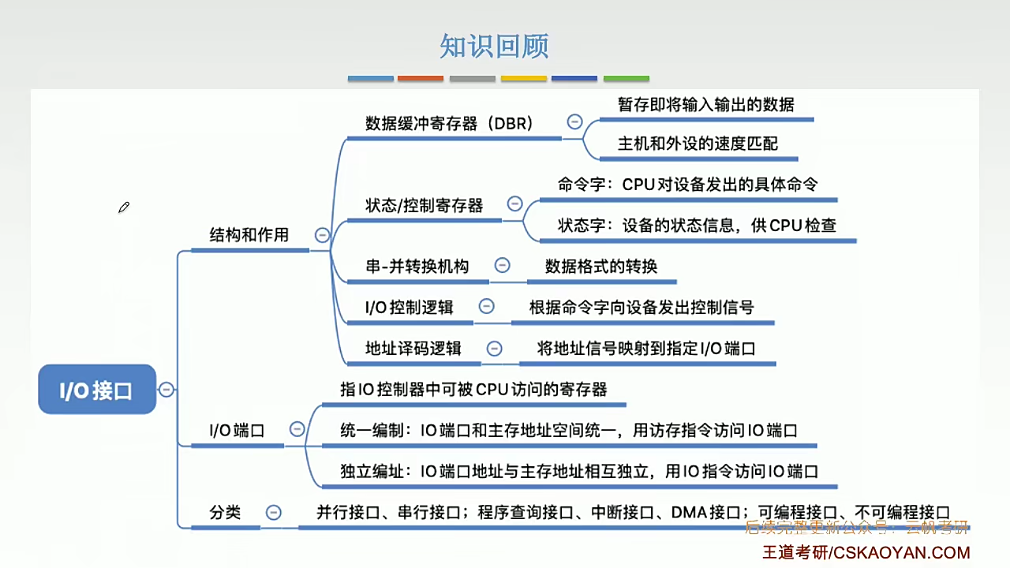 知识回顾
数据缓冲寄存器（DBR）
暂存即将输入输出的数据
主机和外设的速度匹配
状态/控制寄存器
命令字：CPU对设备发出的具体命令
状态字：设备的状态信息，供CPU检查
结构和作用
串-并转换机构
数据格式的转换
I/O控制逻辑
根据命令字向设备发出控制信号
地址译码逻辑
将地址信号映射到指定I/O端口
I/O接口
指IO控制器中可被CPU访问的寄存器
I/O端口
统一编制：IO端口和主存地址空间统一，用访存指令访问IO端口
独立编址：IO端口地址与主存地址相互独立，用IO指令访问IO端口
分类
并行接口、串行接口；程序查询接口、中断接口、DMA接口；可编程接口、不可编程接口
后续完整更新公众号：云帆考研
王道考研/CSKAOYAN.COM